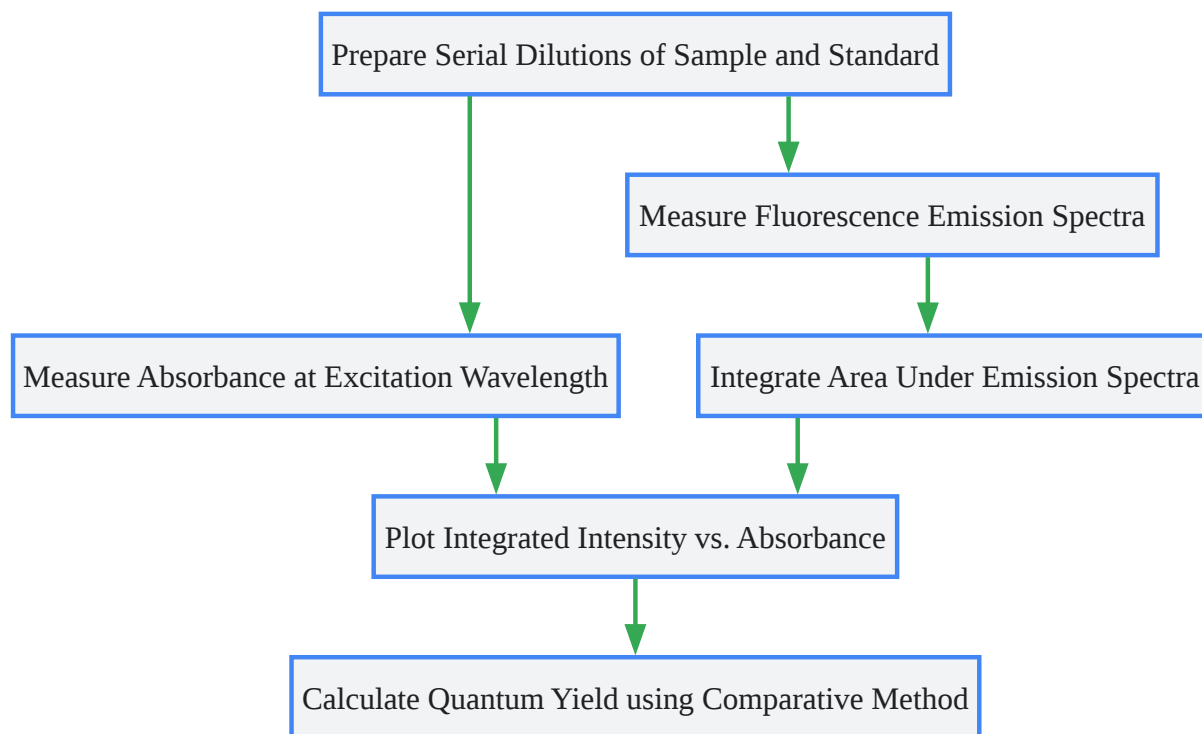 Prepare Serial Dilutions of Sample and Standard
Measure Fluorescence Emission Spectra
Measure Absorbance at Excitation Wavelength
Integrate Area Under Emission Spectra
Plot Integrated Intensity vs. Absorbance
Calculate Quantum Yield using Comparative Method